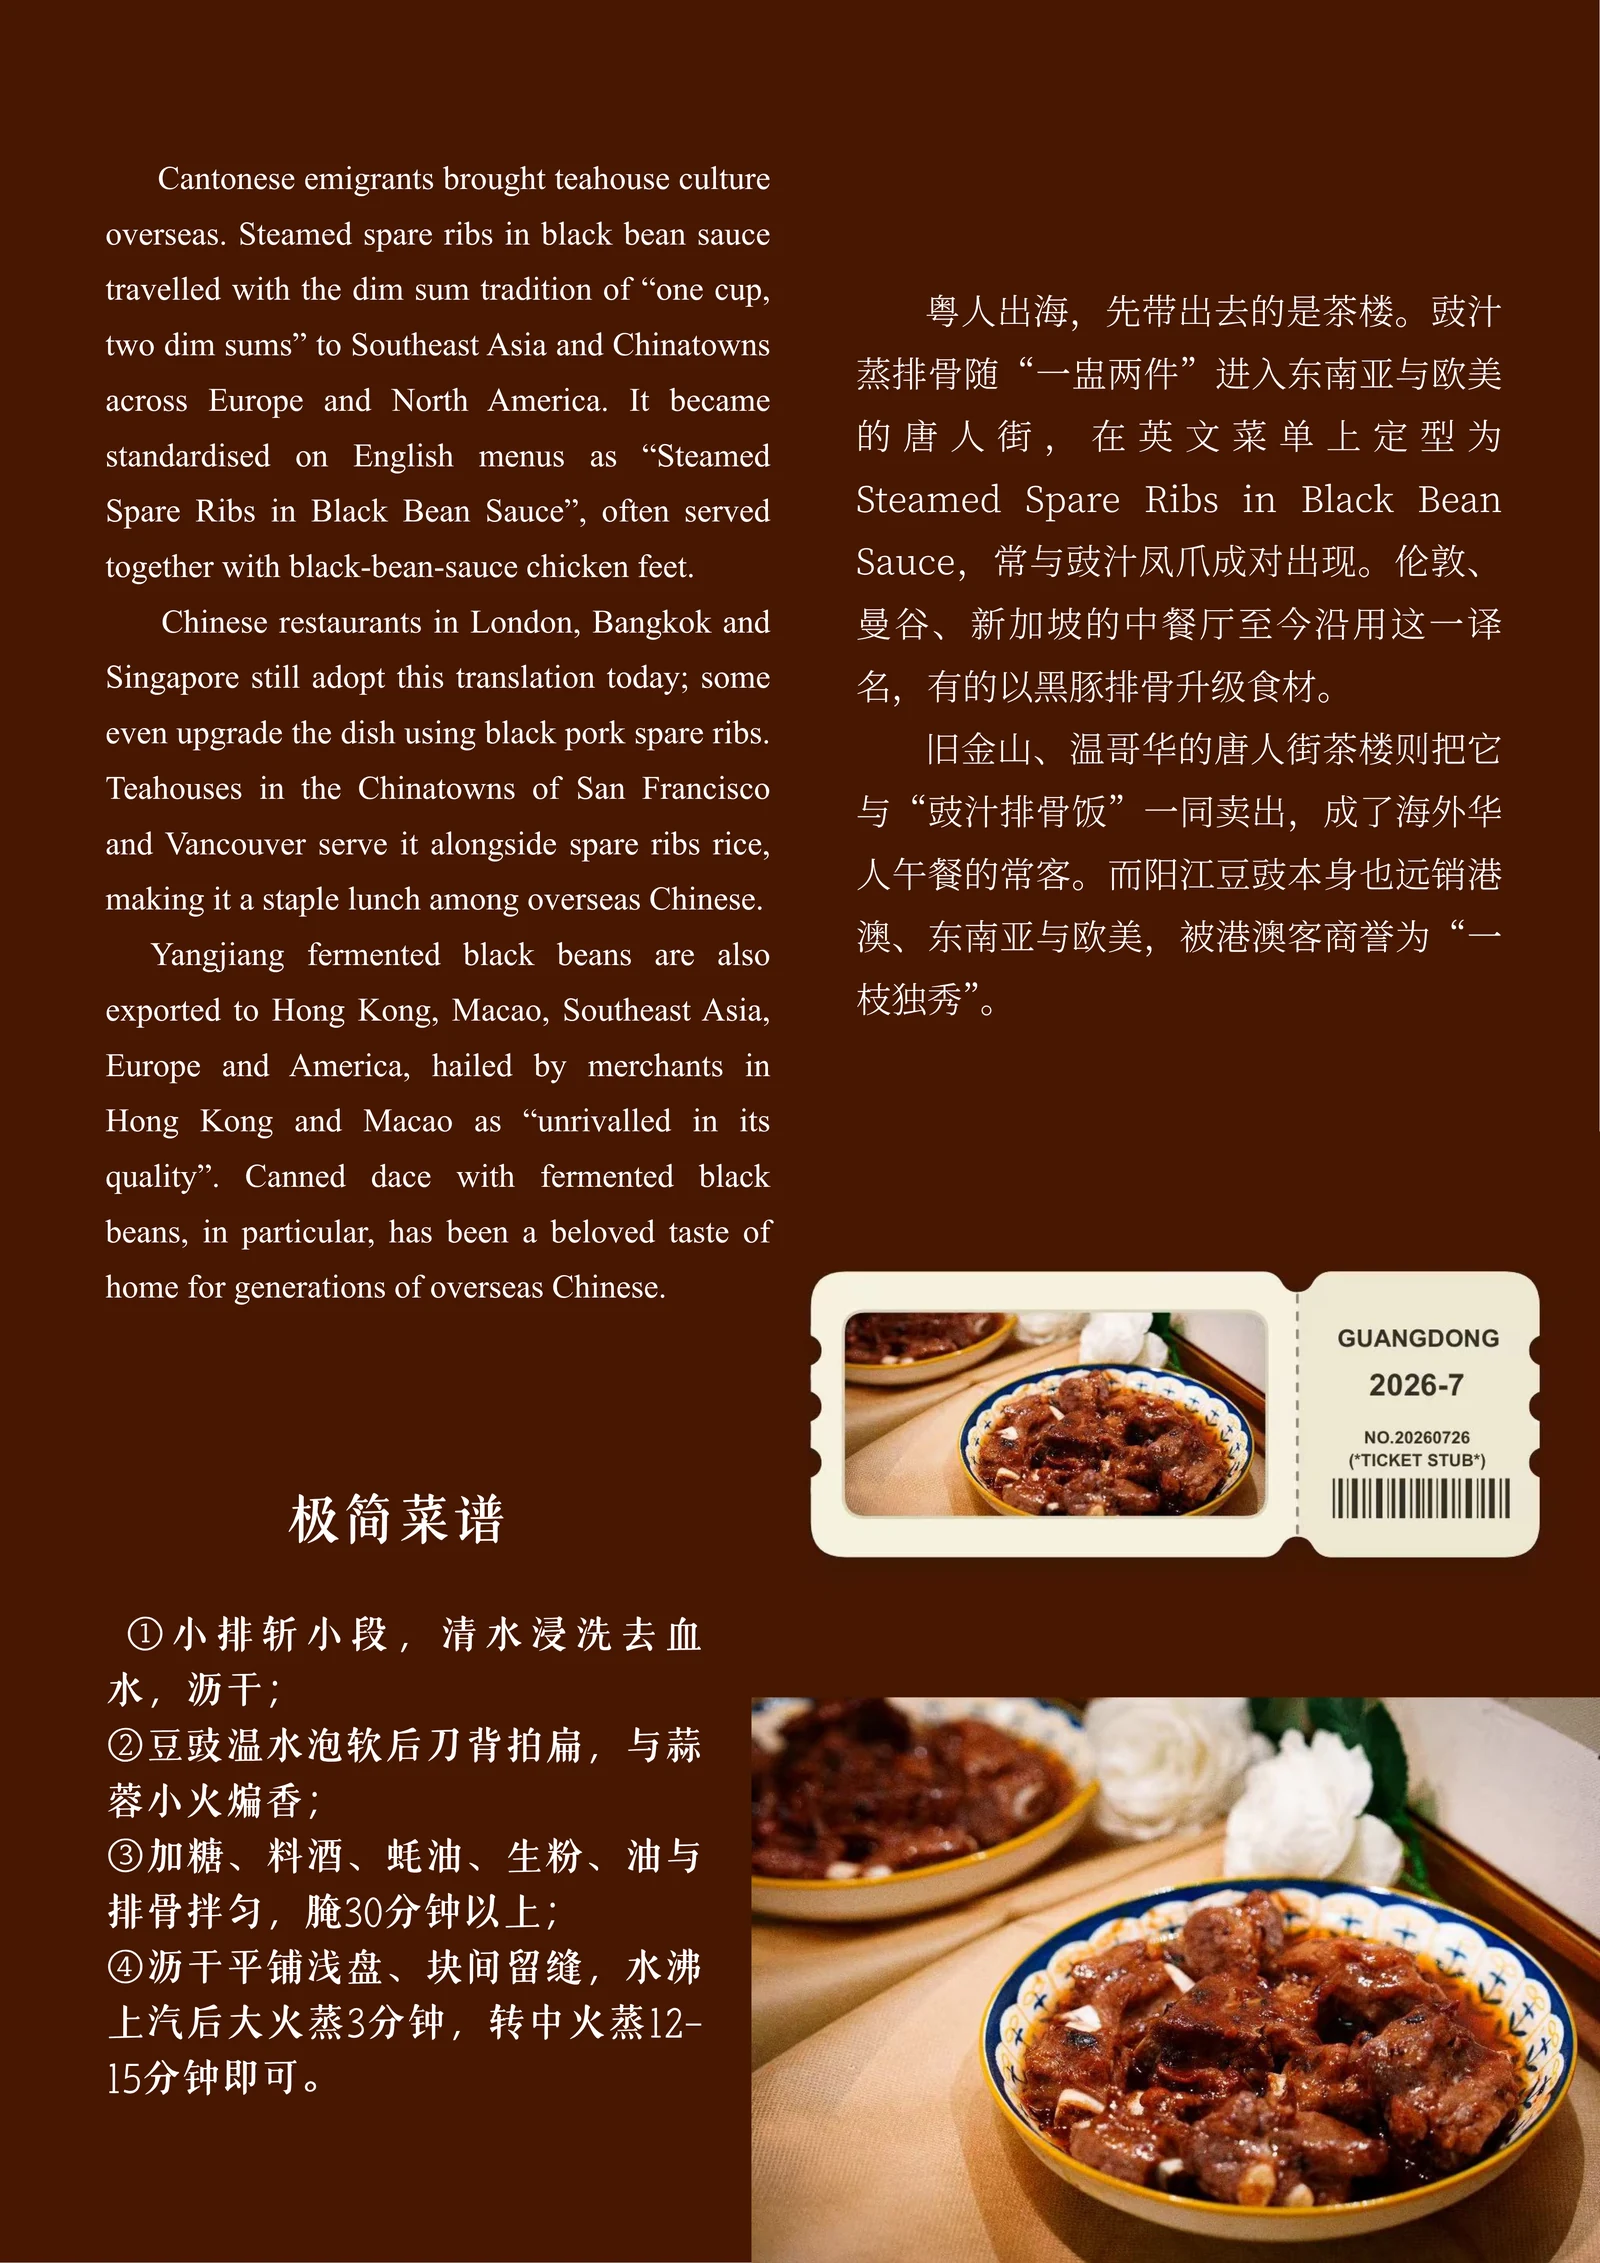 Cantonese emigrants brought teahouse culture
overseas. Steamed spare ribs in black bean sauce
travelled with the dim sum tradition of “one cup,
two dim sums” to Southeast Asia and Chinatowns
across Europe and North America. It became
standardised on English menus as “Steamed
Spare Ribs in Black Bean Sauce”, often served
together with black-bean-sauce chicken feet.
Chinese restaurants in London, Bangkok and
Singapore still adopt this translation today; some
even upgrade the dish using black pork spare ribs.
Teahouses in the Chinatowns of San Francisco
and Vancouver serve it alongside spare ribs rice,
making it a staple lunch among overseas Chinese.
Yangjiang fermented black beans are also
exported to Hong Kong, Macao, Southeast Asia,
Europe and America, hailed by merchants in
Hong Kong and Macao as “unrivalled in its
quality”. Canned dace with fermented black
beans, in particular, has been a beloved taste of
home for generations of overseas Chinese.
粤人出海，先带出去的是茶楼。豉汁
蒸排骨随“一盅两件”进入东南亚与欧美
的唐人街，在英文菜单上定型为
Steamed Spare Ribs in Black Bean
Sauce，常与豉汁凤爪成对出现。伦敦、
曼谷、新加坡的中餐厅至今沿用这一译
名，有的以黑豚排骨升级食材。
旧金山、温哥华的唐人街茶楼则把它
与“豉汁排骨饭”一同卖出，成了海外华
人午餐的常客。而阳江豆豉本身也远销港
澳、东南亚与欧美，被港澳客商誉为“一
枝独秀”。
GUANGDONG
2026-7
NO.20260726
(*TICKET STUB*)
极简菜谱
①小排斩小段，清水浸洗去血
水，沥干；
②豆豉温水泡软后刀背拍扁，与蒜
蓉小火煸香；
③加糖、料酒、蚝油、生粉、油与
排骨拌匀，腌30分钟以上；
④沥干平铺浅盘、块间留缝，水沸
上汽后大火蒸3分钟，转中火蒸12-
15分钟即可。